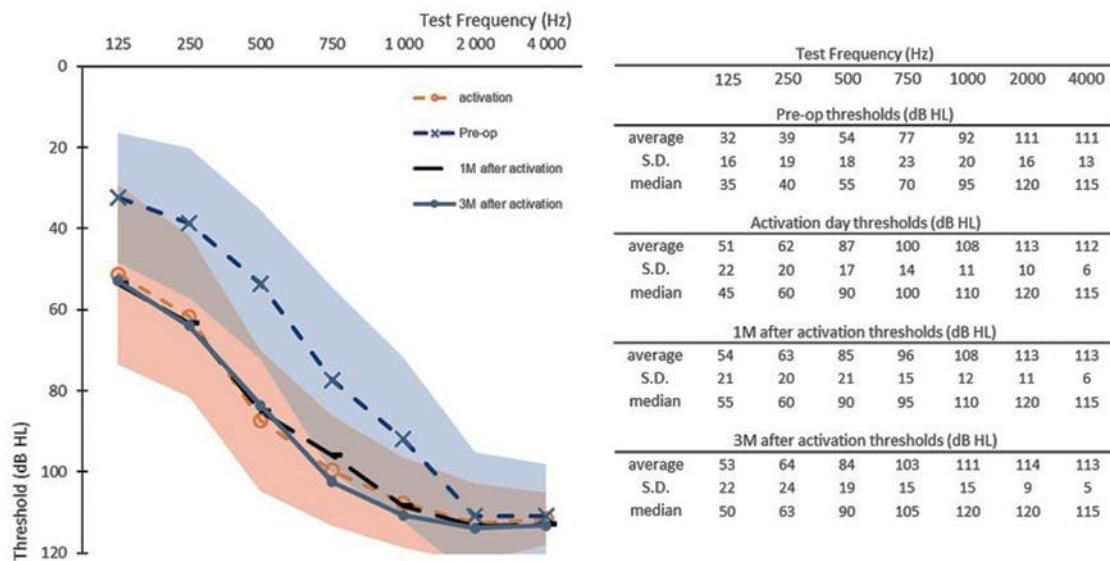 Test Frequency (Hz)
125 250 500 750 1 000 2 000 4 000
0
20
40
60
80
100
120
Threshold (dB HL)
activation
Pre-op
1M after activation
3M after activation
Test Frequency (Hz)
125 250 500 750 1000 2000 4000
Pre-op thresholds (dB HL)
average 32 39 54 77 92 111 111
S.D. 16 19 18 23 20 16 13
median 35 40 55 70 95 120 115
Activation day thresholds (dB HL)
average 51 62 87 100 108 113 112
S.D. 22 20 17 14 11 10 6
median 45 60 90 100 110 120 115
1M after activation thresholds (dB HL)
average 54 63 85 96 108 113 113
S.D. 21 20 21 15 12 11 6
median 55 60 90 95 110 120 115
3M after activation thresholds (dB HL)
average 53 64 84 103 111 114 113
S.D. 22 24 19 15 15 9 5
median 50 63 90 105 120 120 115